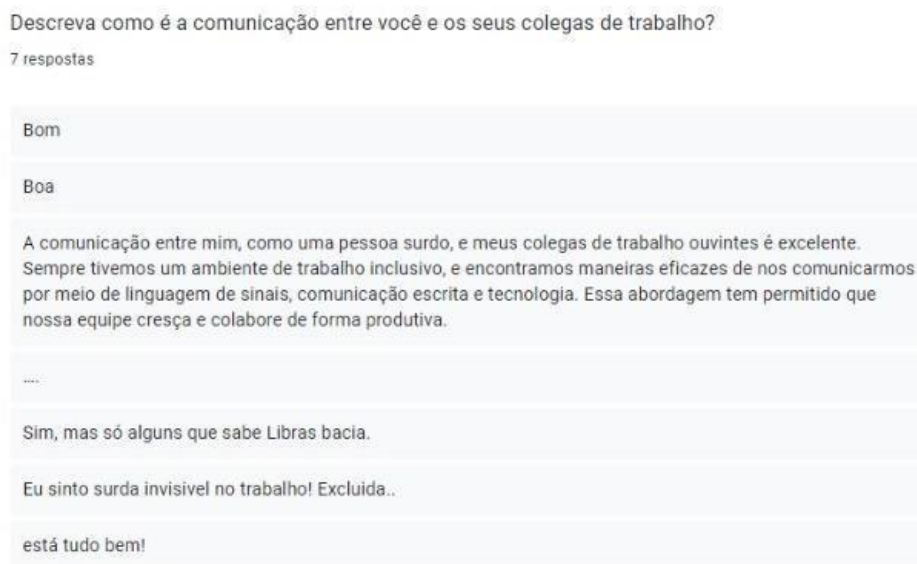 Descreva como é a comunicação entre você e os seus colegas de trabalho?
7 respostas
Bom
Boa
A comunicação entre mim, como uma pessoa surdo, e meus colegas de trabalho ouvintes é excelente.
Sempre tivemos um ambiente de trabalho inclusivo, e encontramos maneiras eficazes de nos comunicarmos
por meio de linguagem de sinais, comunicação escrita e tecnologia. Essa abordagem tem permitido que
nossa equipe cresça e colabore de forma produtiva.
....
Sim, mas só alguns que sabe Libras bacia.
Eu sinto surda invisivel no trabalho! Excluida..
está tudo bem!